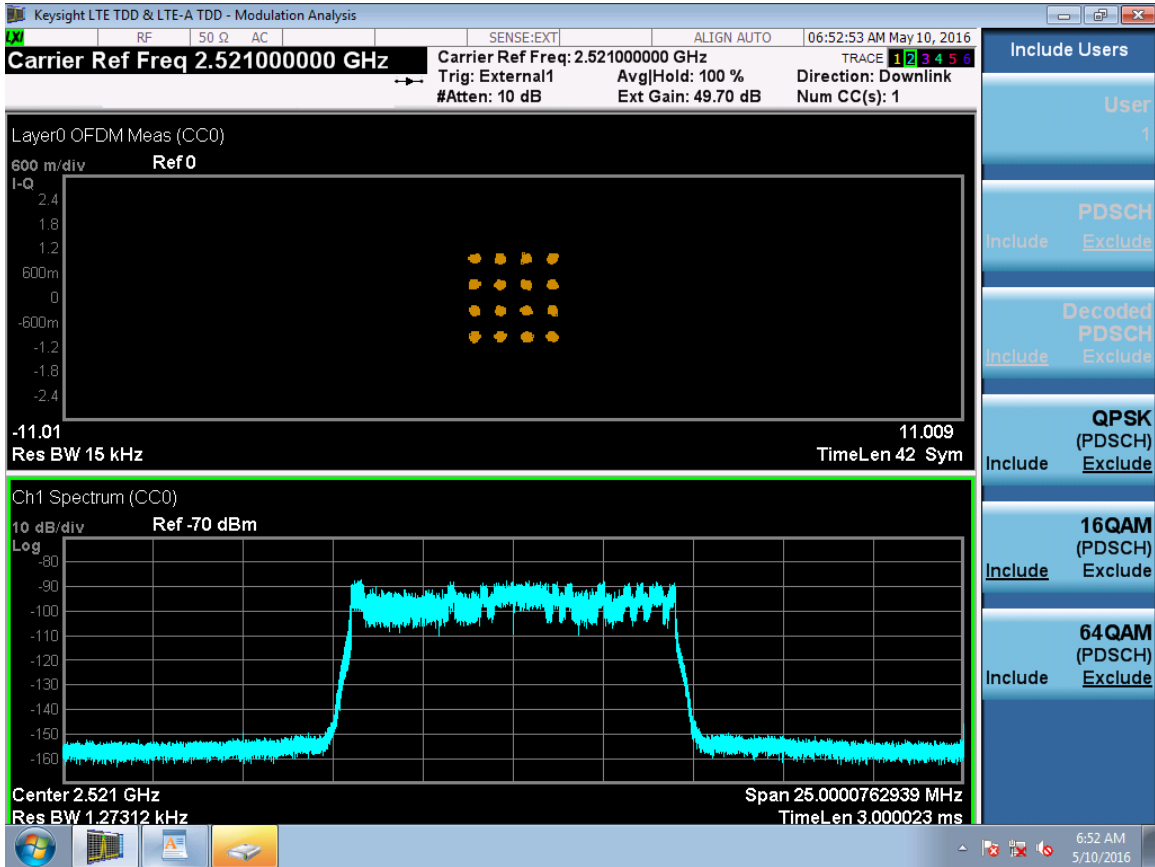 Keysight LTE TDD & LTE-A TDD - Modulation Analysis
LXI RF 50 Ω AC SENSE:EXT ALIGN AUTO 06:52:53 AM May 10, 2016
Carrier Ref Freq 2.521000000 GHz
Carrier Ref Freq: 2.521000000 GHz TRACE 1 2 3 4 5 6
Trig: External1 Avg|Hold: 100 % Direction: Downlink
#Atten: 10 dB Ext Gain: 49.70 dB Num CC(s): 1
Layer0 OFDM Meas (CC0)
600 m/div Ref 0
I-Q
2.4
1.8
1.2
600m
0
-600m
-1.2
-1.8
-2.4
-11.01 11.009
Res BW 15 kHz TimeLen 42 Sym
Ch1 Spectrum (CC0)
10 dB/div Ref -70 dBm
Log
-80
-90
-100
-110
-120
-130
-140
-150
-160
Center 2.521 GHz Span 25.0000762939 MHz
Res BW 1.27312 kHz TimeLen 3.000023 ms
Include Users
User
1
PDSCH
Include Exclude
Decoded
PDSCH
Include Exclude
QPSK
(PDSCH)
Include Exclude
16QAM
(PDSCH)
Include Exclude
64QAM
(PDSCH)
Include Exclude
6:52 AM
5/10/2016